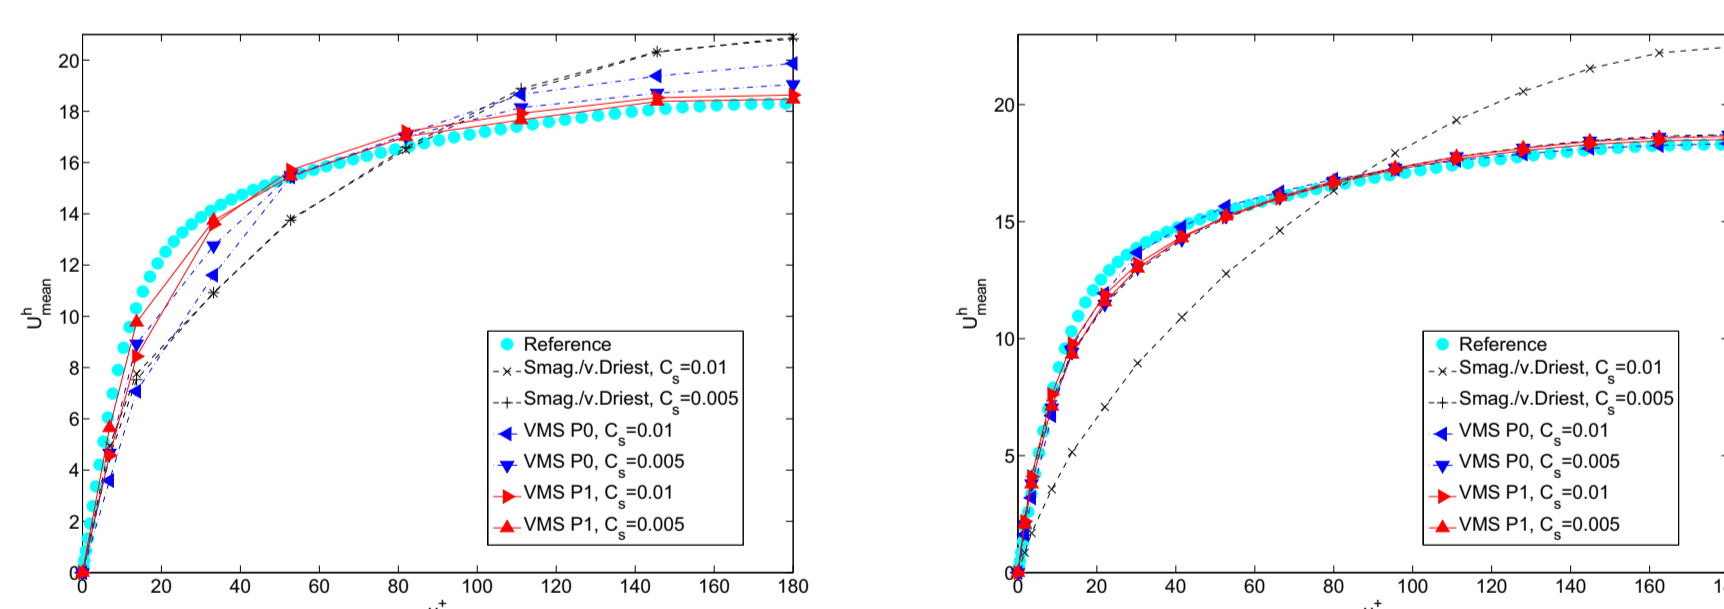 20
18
16
14
12
10
8
6
4
2
0
U^h_mean
0 20 40 60 80 100 120 140 160 180
Reference
Smag./v.Driest, C_s=0.01
Smag./v.Driest, C_s=0.005
VMS P0, C_s=0.01
VMS P0, C_s=0.005
VMS P1, C_s=0.01
VMS P1, C_s=0.005
20
15
10
5
0
U^h_mean
0 20 40 60 80 100 120 140 160
Reference
Smag./v.Driest, C_s=0.01
Smag./v.Driest, C_s=0.005
VMS P0, C_s=0.01
VMS P0, C_s=0.005
VMS P1, C_s=0.01
VMS P1, C_s=0.005